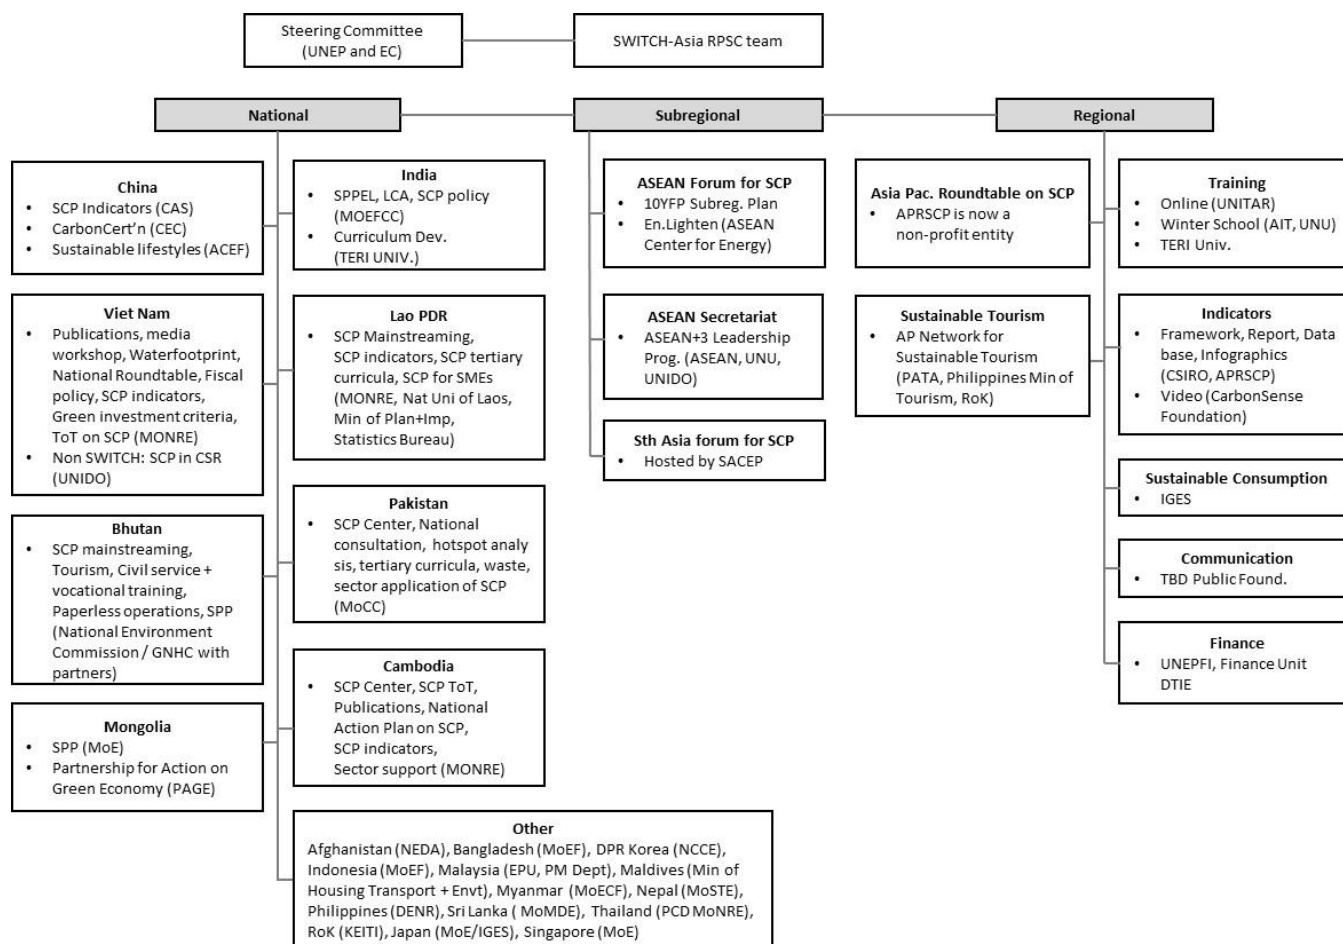 Steering Committee
(UNEP and EC)
SWITCH-Asia RPSC team
National
Subregional
Regional
China
• SCP Indicators (CAS)
• CarbonCert'n (CEC)
• Sustainable lifestyles (ACEF)
India
• SPPEL, LCA, SCP policy
(MOEFCC)
• Curriculum Dev.
(TERI UNIV.)
Viet Nam
• Publications, media
workshop, Waterfootprint,
National Roundtable, Fiscal
policy, SCP indicators,
Green investment criteria,
ToT on SCP (MONRE)
• Non SWITCH: SCP in CSR
(UNIDO)
Lao PDR
• SCP Mainstreaming,
SCP indicators, SCP tertiary
curricula, SCP for SMEs
(MONRE, Nat Uni of Laos,
Min of Plan+Imp,
Statistics Bureau)
Bhutan
• SCP mainstreaming,
Tourism, Civil service +
vocational training,
Paperless operations, SPP
(National Environment
Commission / GNHC with
partners)
Pakistan
• SCP Center, National
consultation, hotspot analy
sis, tertiary curricula, waste,
sector application of SCP
(MoCC)
Mongolia
• SPP (MoE)
• Partnership for Action on
Green Economy (PAGE)
Cambodia
• SCP Center, SCP ToT,
Publications, National
Action Plan on SCP,
SCP indicators,
Sector support (MONRE)
Other
Afghanistan (NEDA), Bangladesh (MoEF), DPR Korea (NCCE),
Indonesia (MoEF), Malaysia (EPU, PM Dept), Maldives (Min of
Housing Transport + Envt), Myanmar (MoECF), Nepal (MoSTE),
Philippines (DENR), Sri Lanka ( MoMDE), Thailand (PCD MoNRE),
RoK (KEITI), Japan (MoE/IGES), Singapore (MoE)
ASEAN Forum for SCP
• 10YFP Subreg. Plan
• En.Lighten (ASEAN
Center for Energy)
ASEAN Secretariat
• ASEAN+3 Leadership
Prog. (ASEAN, UNU,
UNIDO)
Sth Asia forum for SCP
• Hosted by SACEP
Asia Pac. Roundtable on SCP
• APRSCP is now a
non-profit entity
Sustainable Tourism
• AP Network for
Sustainable Tourism
(PATA, Philippines Min of
Tourism, RoK)
Training
• Online (UNITAR)
• Winter School (AIT, UNU)
• TERI Univ.
Indicators
• Framework, Report, Data
base, Infographics
(CSIRO, APRSCP)
• Video (CarbonSense
Foundation)
Sustainable Consumption
• IGES
Communication
• TBD Public Found.
Finance
• UNEPFI, Finance Unit
DTIE